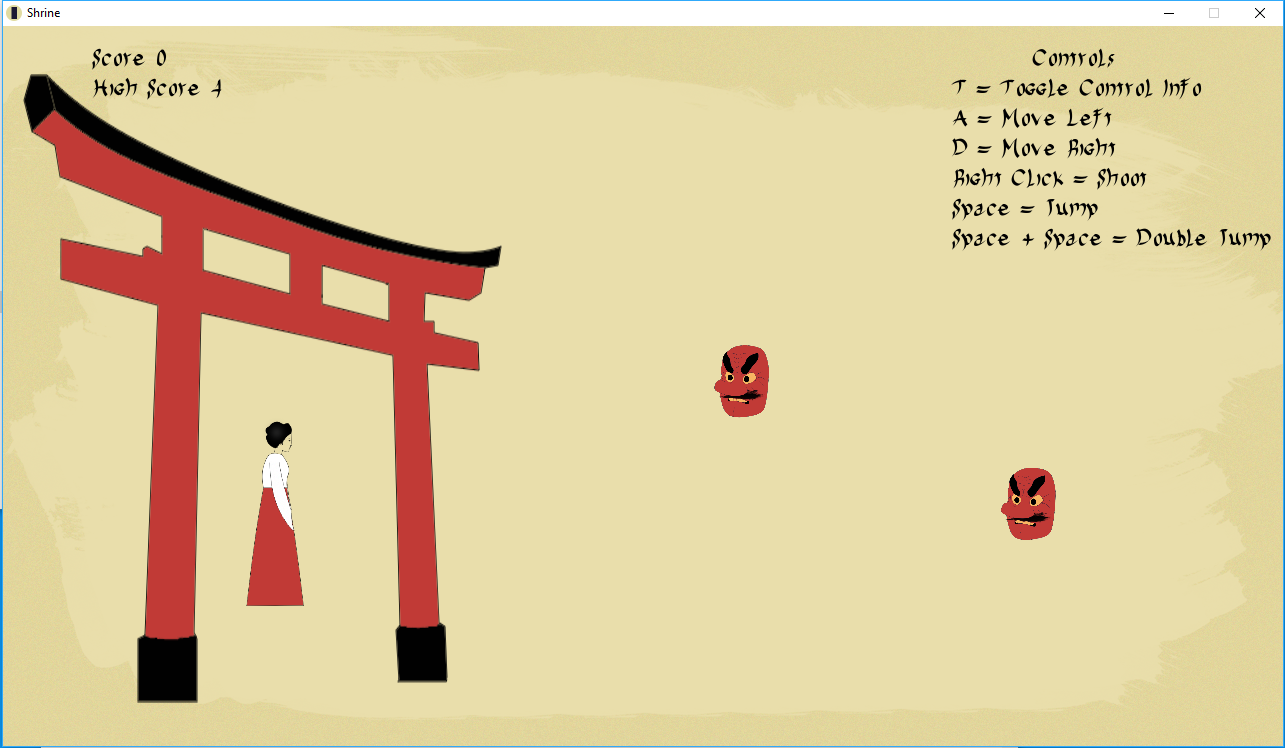 Shrine
Score 0
High Score 4
Controls
T = Toggle Control Info
A = Move Left
D = Move Right
Right Click = Shoot
Space = Jump
Space + Space = Double Jump